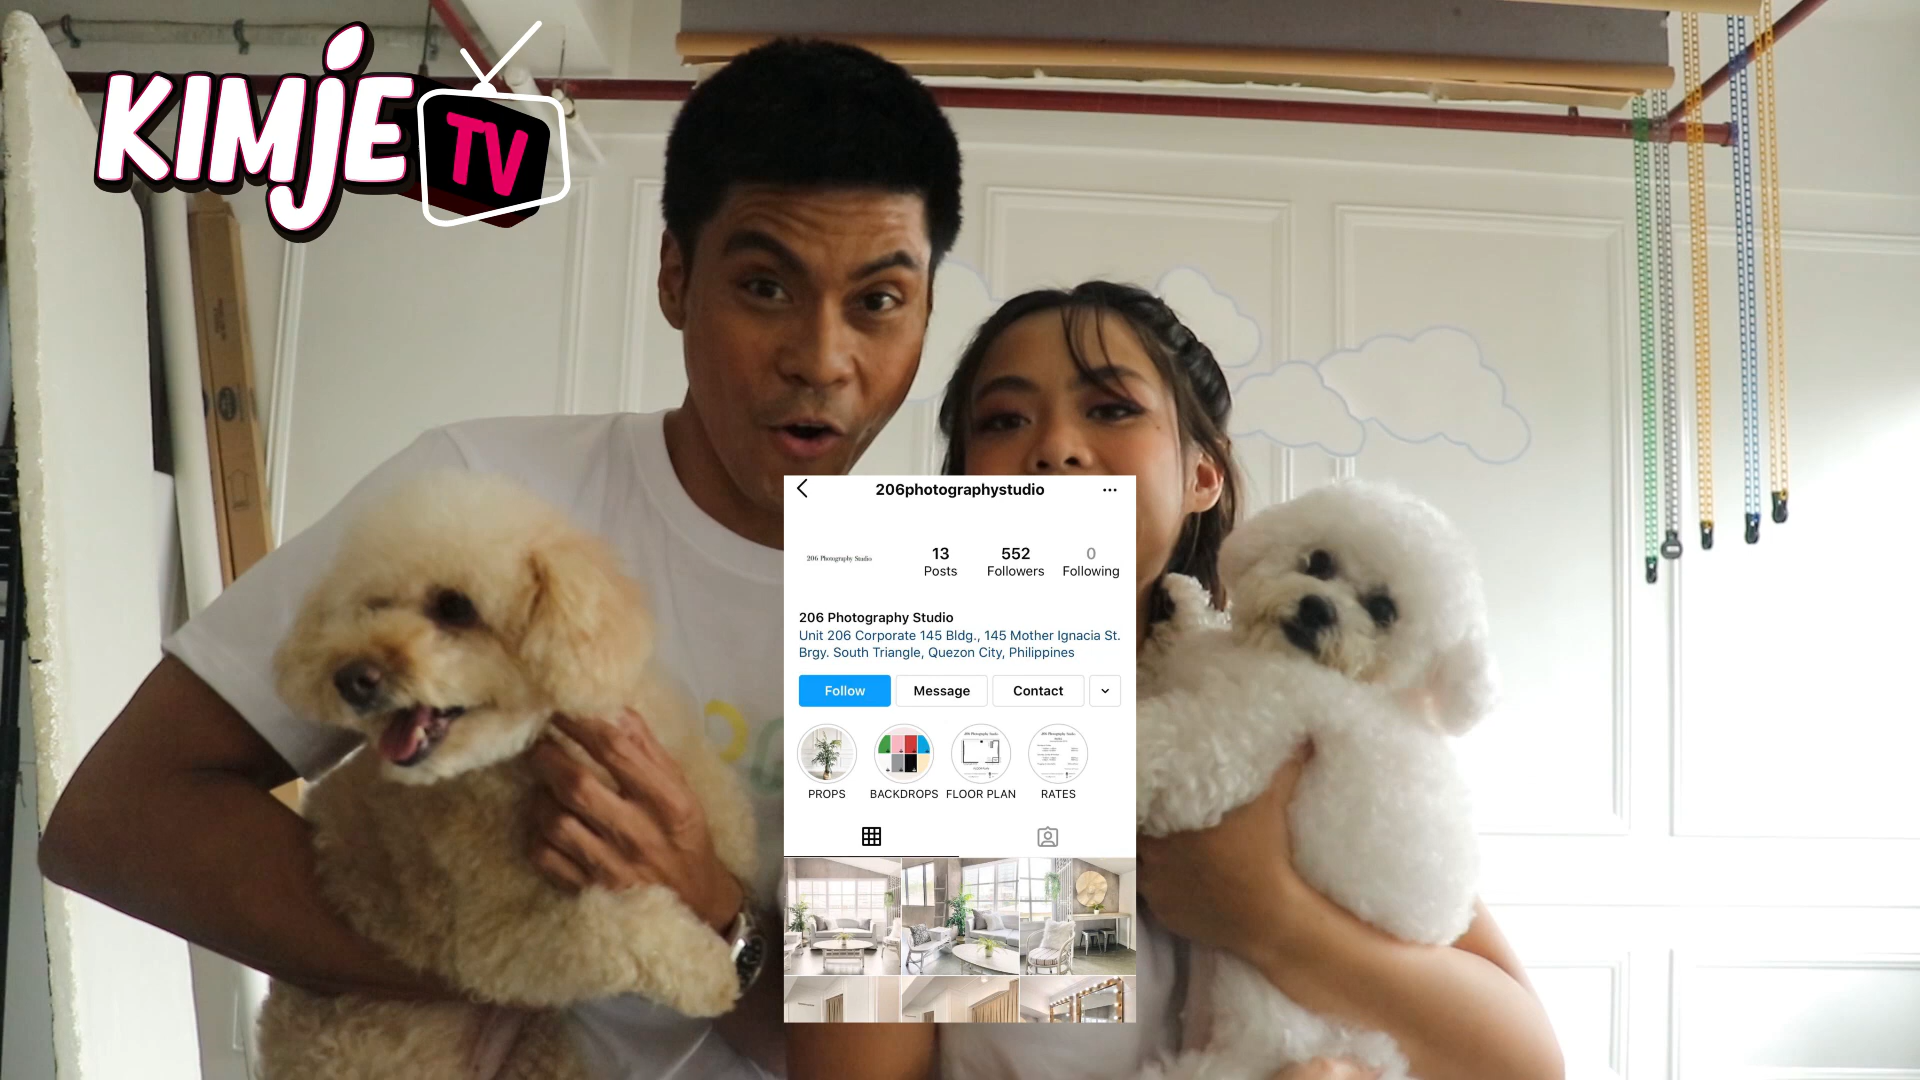 KIMJE TV
206photographystudio
206 Photography Studio
13 552 0
Posts Followers Following
206 Photography Studio
Unit 206 Corporate 145 Bldg., 145 Mother Ignacia St.
Brgy. South Triangle, Quezon City, Philippines
Follow Message Contact
PROPS BACKDROPS FLOOR PLAN RATES